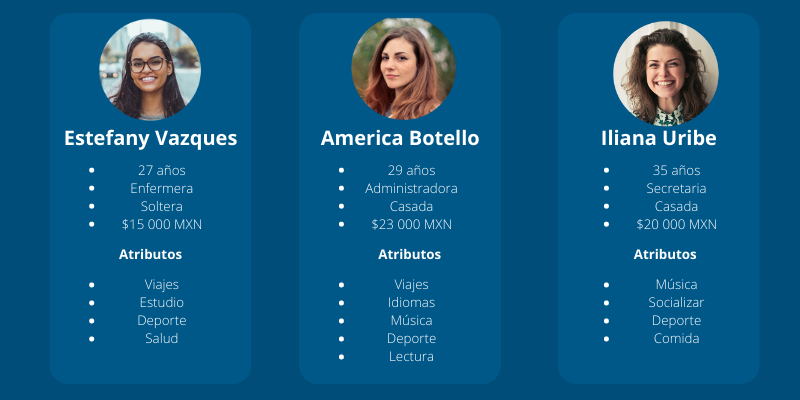 Estefany Vazques
27 años
Enfermera
Soltera
$15 000 MXN
Atributos
Viajes
Estudio
Deporte
Salud
America Botello
29 años
Administradora
Casada
$23 000 MXN
Atributos
Viajes
Idiomas
Música
Deporte
Lectura
Iliana Uribe
35 años
Secretaria
Casada
$20 000 MXN
Atributos
Música
Socializar
Deporte
Comida